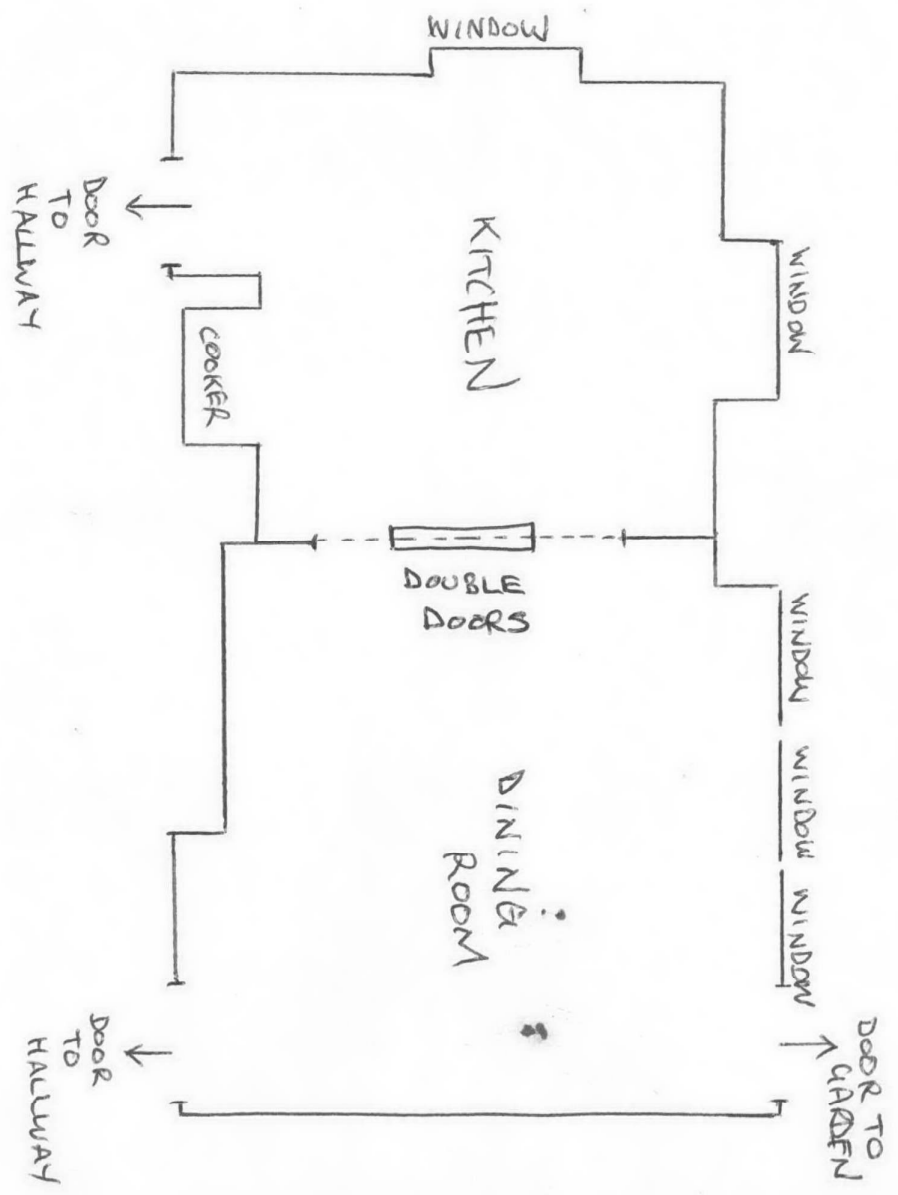 WINDOW
KITCHEN
WINDOW
DOOR
TO
HALLWAY
COOKER
DOUBLE
DOORS
WINDOW
WINDOW
WINDOW
DINING
ROOM
DOOR
TO
HALLWAY
DOOR TO
GARDEN